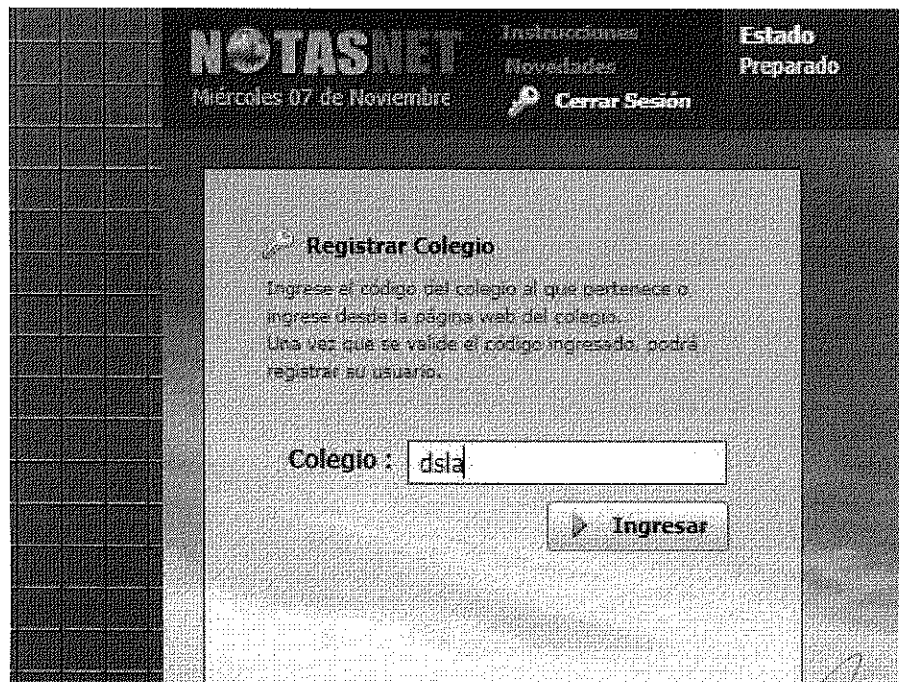 NOTASNET
Miércoles 07 de Noviembre
Instrucciones
Novedades
Cerrar Sesión
Estado
Preparado
Registrar Colegio
Ingrese el código del colegio al que pertenece o
ingrese desde la página web del colegio.
Una vez que se valide el código ingresado, podrá
registrar su usuario.
Colegio : dsla
Ingresar